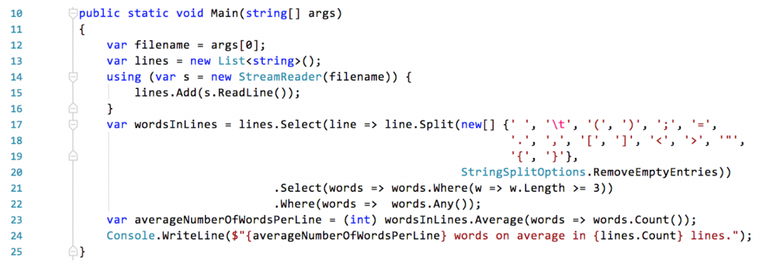 10 public static void Main(string[] args)
11 {
12 var filename = args[0];
13 var lines = new List<string>();
14 using (var s = new StreamReader(filename)) {
15 lines.Add(s.ReadLine());
16 }
17 var wordsInLines = lines.Select(line => line.Split(new[] {' ', '\t', '(', ')', ';', '=',
18 '.', ',', '[', ']', '<', '>', '"',
19 '{', '}'},
20 StringSplitOptions.RemoveEmptyEntries))
21 .Select(words => words.Where(w => w.Length >= 3))
22 .Where(words =>  words.Any());
23 var averageNumberOfWordsPerLine = (int) wordsInLines.Average(words => words.Count());
24 Console.WriteLine($"{averageNumberOfWordsPerLine} words on average in {lines.Count} lines.");
25 }